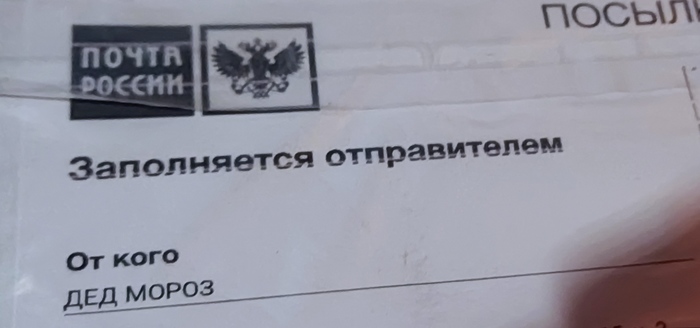 ПОСЫЛ
ПОЧТА
РОССИИ
Заполняется отправителем
От кого
ДЕД МОРОЗ